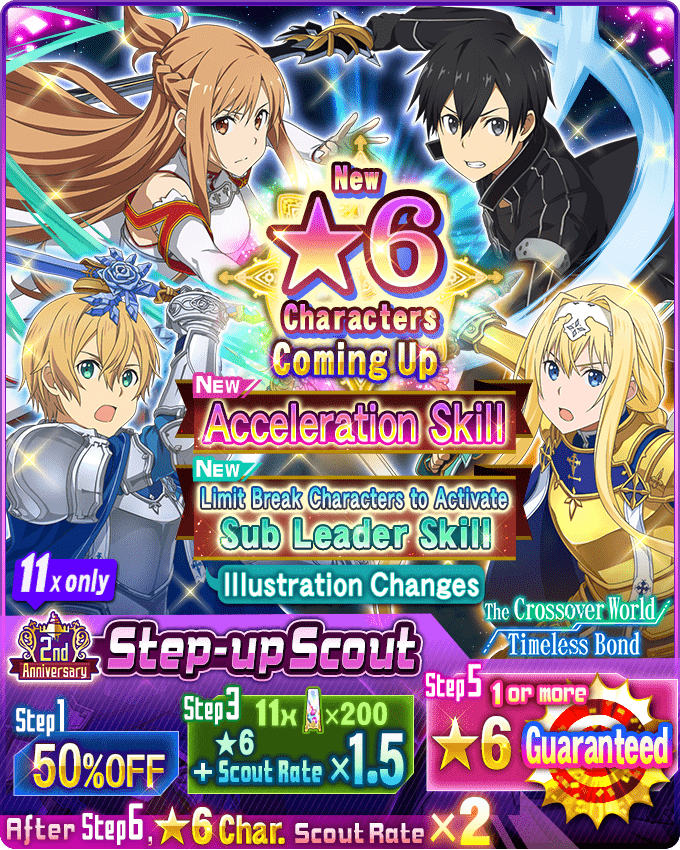 New
★6
Characters
Coming Up
New
Acceleration Skill
New
Limit Break Characters to Activate
Sub Leader Skill
Illustration Changes
11x only
The Crossover World
Timeless Bond
2nd
Anniversary
Step-up Scout
Step1
50%OFF
Step3
11x ×200
★6
+ Scout Rate ×1.5
Step5
1 or more
★6 Guaranteed
After Step6, ★6 Char. Scout Rate ×2